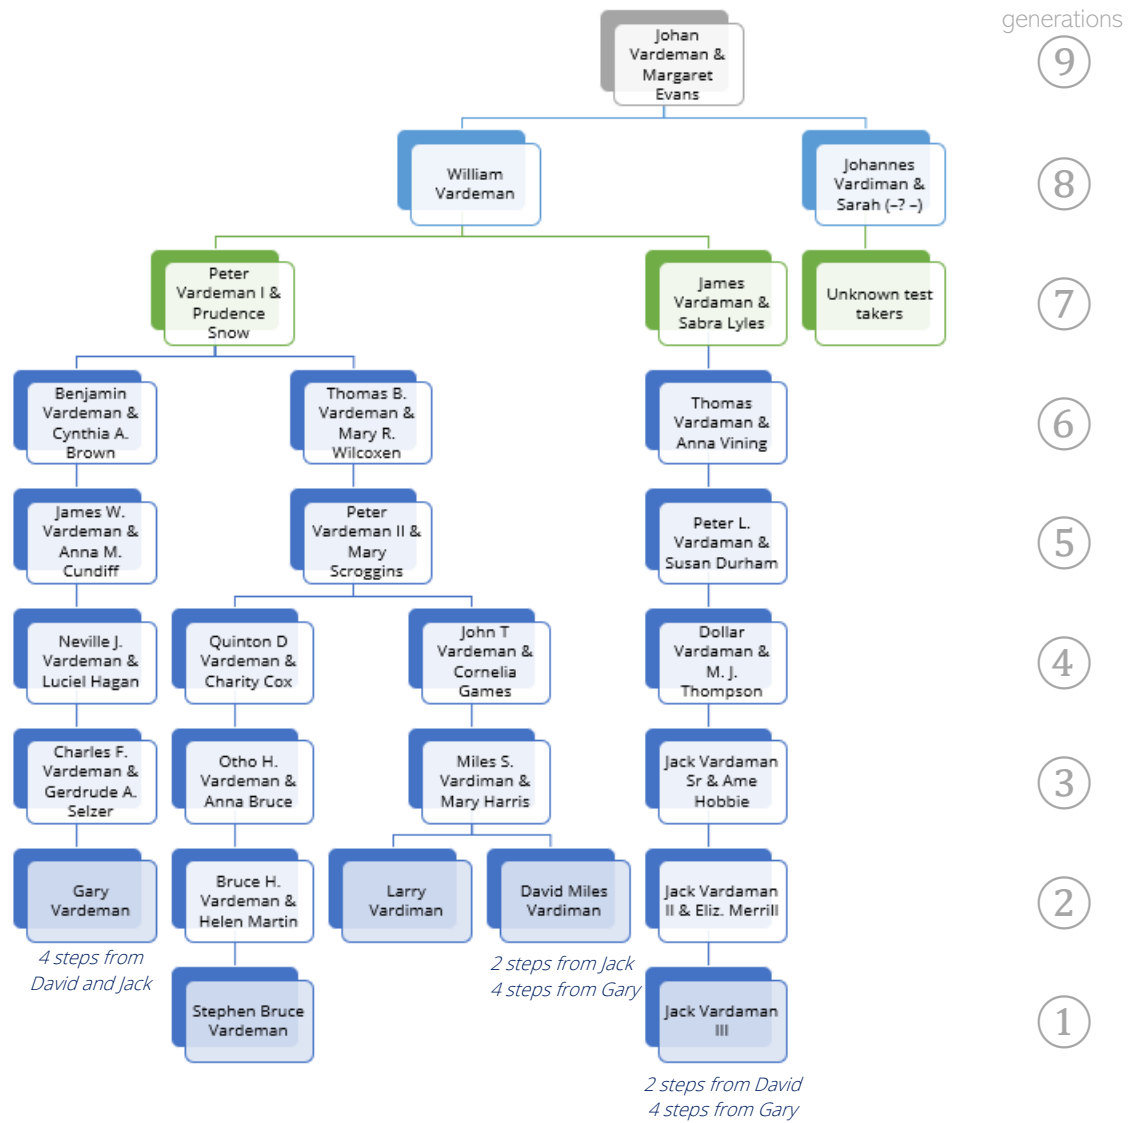 generations
Johan
Vardeman &
Margaret
Evans
9
William
Vardeman
Johannes
Vardiman &
Sarah (–? –)
8
Peter
Vardeman I &
Prudence
Snow
James
Vardaman &
Sabra Lyles
Unknown test
takers
7
Benjamin
Vardeman &
Cynthia A.
Brown
Thomas B.
Vardeman &
Mary R.
Wilcoxen
Thomas
Vardaman &
Anna Vining
6
James W.
Vardeman &
Anna M.
Cundiff
Peter
Vardeman II &
Mary
Scroggins
Peter L.
Vardaman &
Susan Durham
5
Neville J.
Vardeman &
Luciel Hagan
Quinton D
Vardeman &
Charity Cox
John T
Vardeman &
Cornelia
Games
Dollar
Vardaman &
M. J.
Thompson
4
Charles F.
Vardeman &
Gerdrude A.
Selzer
Otho H.
Vardeman &
Anna Bruce
Miles S.
Vardiman &
Mary Harris
Jack Vardaman
Sr & Ame
Hobbie
3
Gary
Vardeman
Bruce H.
Vardeman &
Helen Martin
Larry
Vardiman
David Miles
Vardiman
Jack Vardaman
II & Eliz. Merrill
2
4 steps from
David and Jack
2 steps from Jack
4 steps from Gary
Stephen Bruce
Vardeman
Jack Vardaman
III
1
2 steps from David
4 steps from Gary